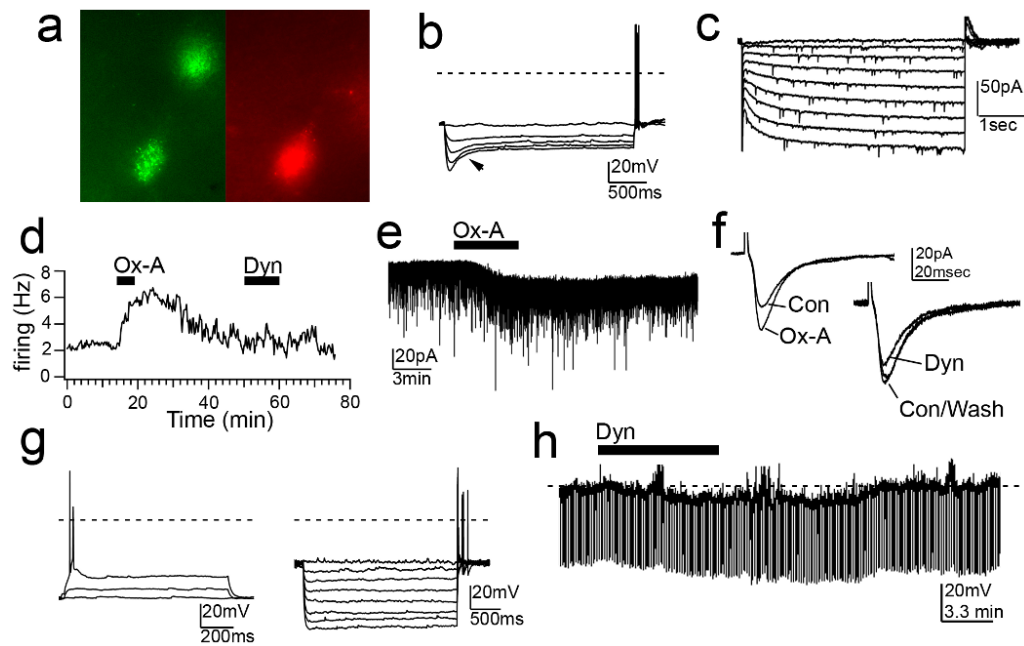 a
b
20mV
500ms
c
50pA
1sec
d
Ox-A
Dyn
firing (Hz)
8
6
4
2
0
0
20
40
60
80
Time (min)
e
Ox-A
20pA
3min
f
20pA
20msec
Con
Ox-A
Dyn
Con/Wash
g
20mV
200ms
20mV
500ms
h
Dyn
20mV
3.3 min